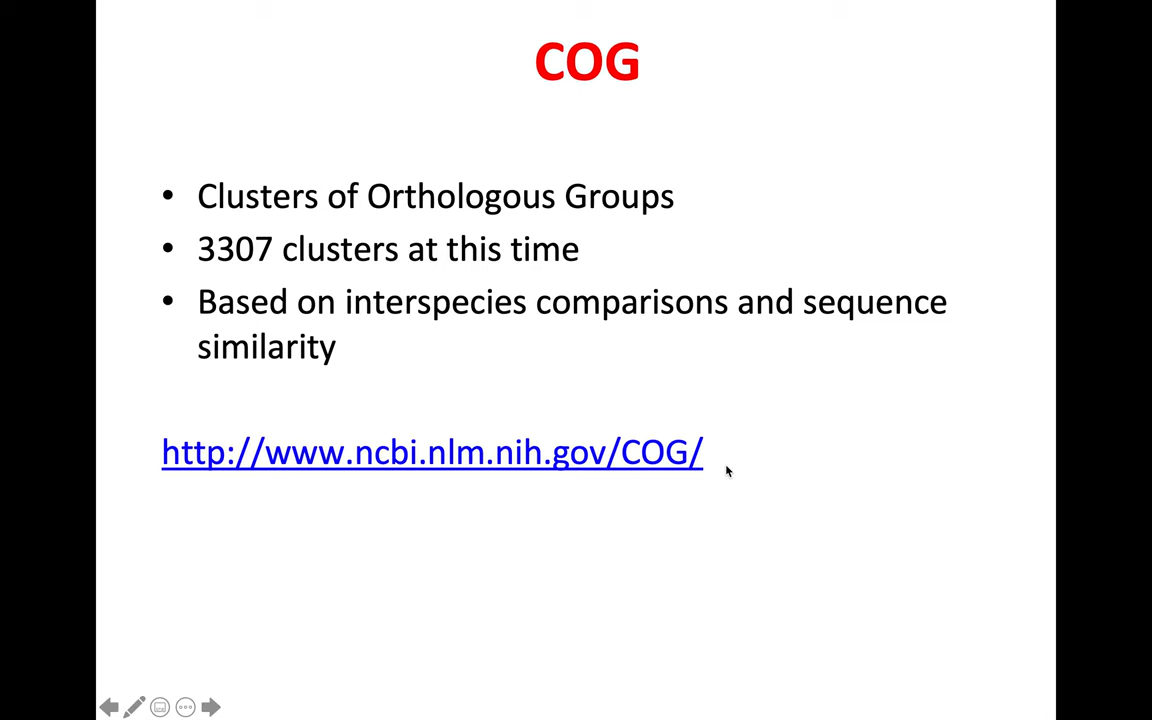 COG
• Clusters of Orthologous Groups
• 3307 clusters at this time
• Based on interspecies comparisons and sequence
similarity
http://www.ncbi.nlm.nih.gov/COG/